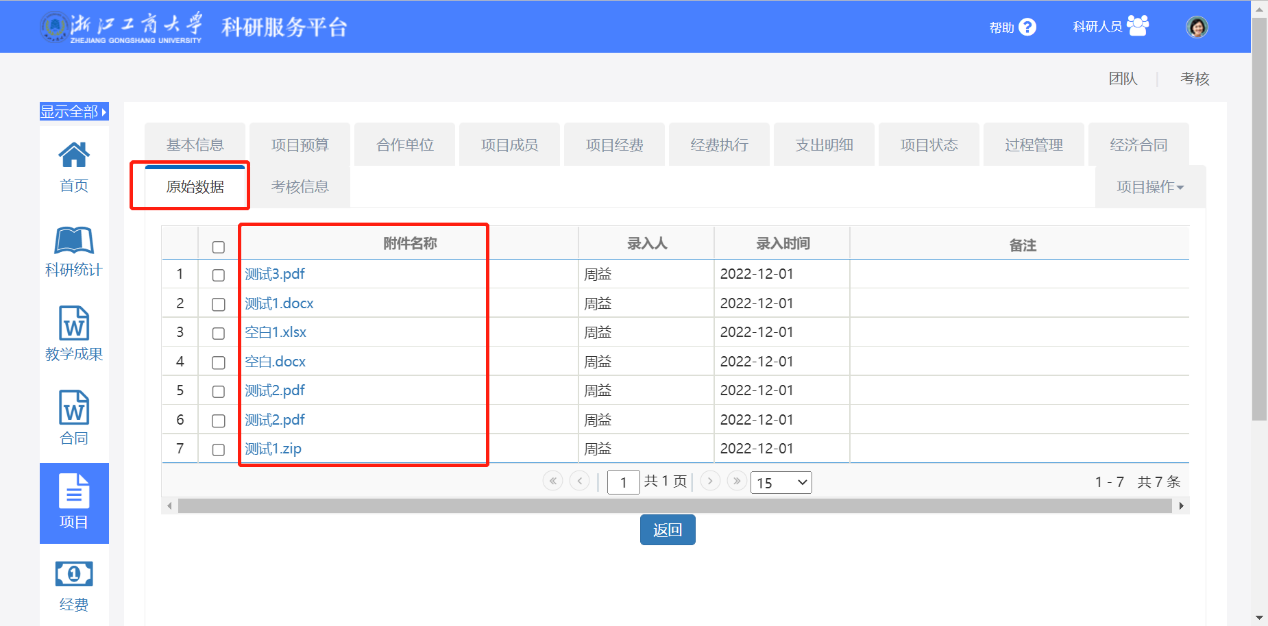 浙江工商大学 科研服务平台 帮助 ? 科研人员
ZHEJIANG GONGSHANG UNIVERSITY
团队 | 考核
显示全部
首页
科研统计
教学成果
合同
项目
经费
基本信息 项目预算 合作单位 项目成员 项目经费 经费执行 支出明细 项目状态 过程管理 经济合同
原始数据 考核信息 项目操作
附件名称 录入人 录入时间 备注
1 测试3.pdf 周益 2022-12-01
2 测试1.docx 周益 2022-12-01
3 空白1.xlsx 周益 2022-12-01
4 空白.docx 周益 2022-12-01
5 测试2.pdf 周益 2022-12-01
6 测试2.pdf 周益 2022-12-01
7 测试1.zip 周益 2022-12-01
1 共 1 页 15 1 - 7 共 7 条
返回